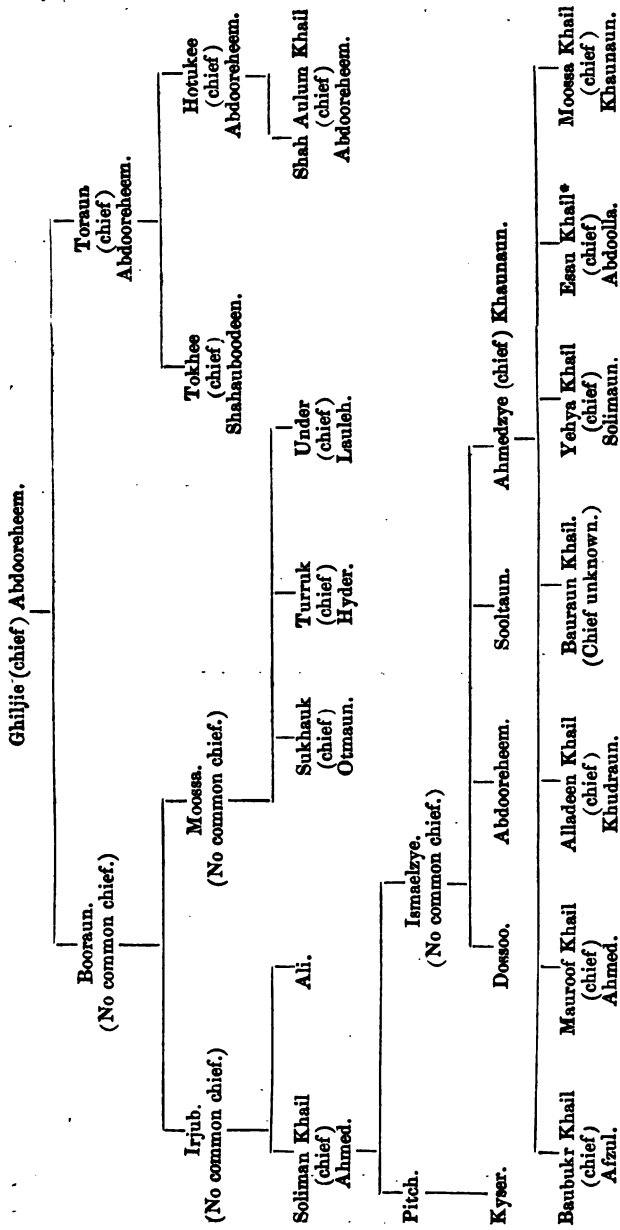 Ghiljie (chief) Abdooreheem.
Booraun.
(No common chief.)
Toraun
(chief)
Abdooreheem.
Irjub.
(No common chief.)
Moossa.
(No common chief.)
Tokhee
(chief)
Shahauboodeen.
Hotukee
(chief)
Abdooreheem.
Soliman Khail
(chief)
Ahmed.
Ali.
Sukhauk
(chief)
Otmaun.
Turruk
(chief)
Hyder.
Under
(chief)
Lauleh.
Shah Aulum Khail
(chief)
Abdooreheem.
Pitch.
Ismaelzye.
(No common chief.)
Kyser.
Dossoo.
Abdooreheem.
Sooltaun.
Ahmedzye (chief) Khaunaun.
Baubukr Khail
(chief)
Afzul.
Mauroof Khail
(chief)
Ahmed.
Alladeen Khail
(chief)
Khudraun.
Bauraun Khail.
(Chief unknown.)
Yehya Khail
(chief)
Solimaun.
Esau Khail*
(chief)
Abdoolla.
Moossa Khail
(chief)
Khaunaun.